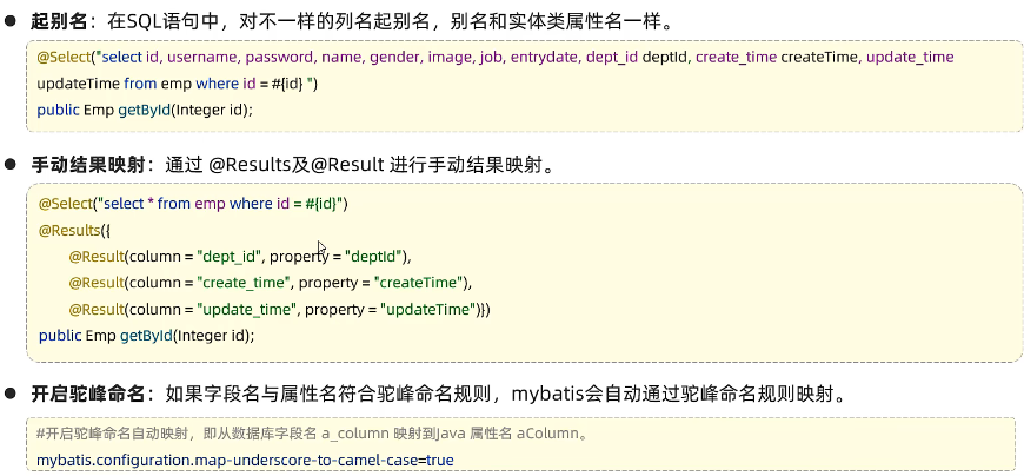 ● 起别名：在SQL语句中，对不一样的列名起别名，别名和实体类属性名一样。
@Select("select id, username, password, name, gender, image, job, entrydate, dept_id deptId, create_time createTime, update_time
updateTime from emp where id = #{id} ")
public Emp getById(Integer id);
● 手动结果映射：通过 @Results及@Result 进行手动结果映射。
@Select("select * from emp where id = #{id}")
@Results({
@Result(column = "dept_id", property = "deptId"),
@Result(column = "create_time", property = "createTime"),
@Result(column = "update_time", property = "updateTime")})
public Emp getById(Integer id);
● 开启驼峰命名：如果字段名与属性名符合驼峰命名规则，mybatis会自动通过驼峰命名规则映射。
#开启驼峰命名自动映射，即从数据库字段名 a_column 映射到Java 属性名 aColumn。
mybatis.configuration.map-underscore-to-camel-case=true